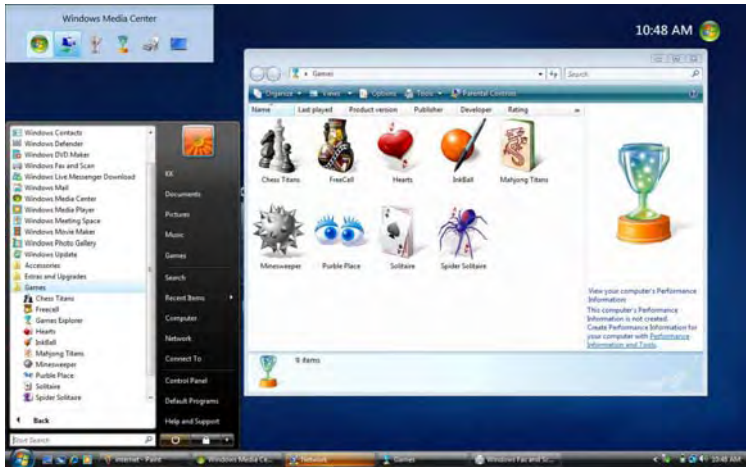 Windows Media Center
10:48 AM
Games
Search
Organize
Views
Options
Tools
Parental Controls
Name
Last played
Product version
Publisher
Developer
Rating
Chess Titans
FreeCell
Hearts
InkBall
Mahjong Titans
Minesweeper
Purble Place
Solitaire
Spider Solitaire
View your computer's Performance
Information
This computer's Performance
Information is not created.
Create Performance Information for
your computer with Performance
Information and Tools.
9 items
Windows Contacts
Windows Defender
Windows DVD Maker
Windows Fax and Scan
Windows Live Messenger Download
Windows Mail
Windows Media Center
Windows Media Player
Windows Meeting Space
Windows Movie Maker
Windows Photo Gallery
Windows Update
Accessories
Extras and Upgrades
Games
Chess Titans
Freecell
Games Explorer
Hearts
InkBall
Mahjong Titans
Minesweeper
Purble Place
Solitaire
Spider Solitaire
Back
Start Search
KK
Documents
Pictures
Music
Games
Search
Recent Items
Computer
Network
Connect To
Control Panel
Default Programs
Help and Support
internet - Paint
Windows Media Ce...
Network
Games
Windows Fax and Sc...
10:48 AM